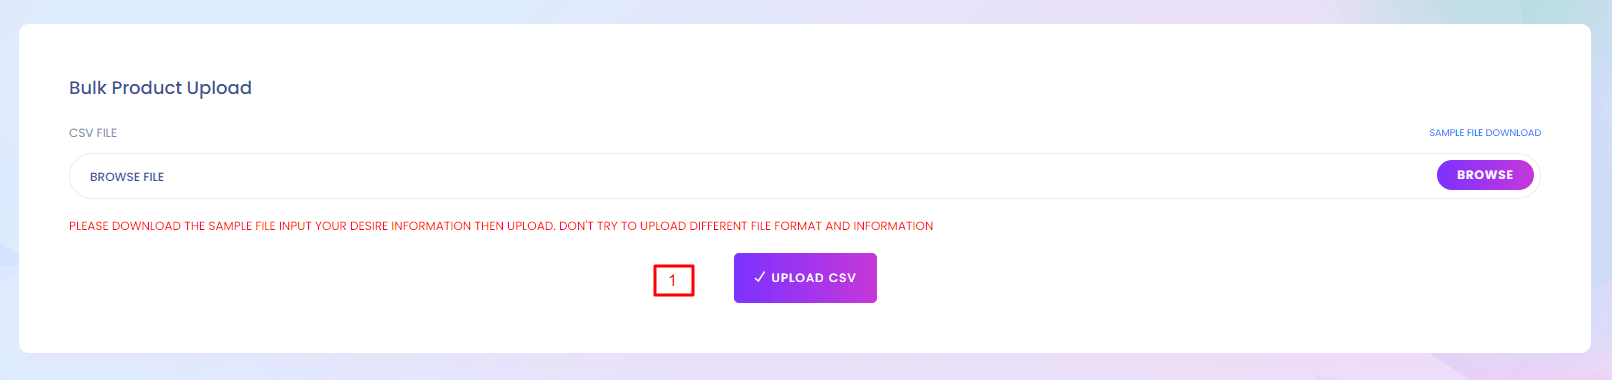 Bulk Product Upload
CSV FILE
SAMPLE FILE DOWNLOAD
BROWSE FILE
BROWSE
PLEASE DOWNLOAD THE SAMPLE FILE INPUT YOUR DESIRE INFORMATION THEN UPLOAD. DON'T TRY TO UPLOAD DIFFERENT FILE FORMAT AND INFORMATION
1
✓ UPLOAD CSV